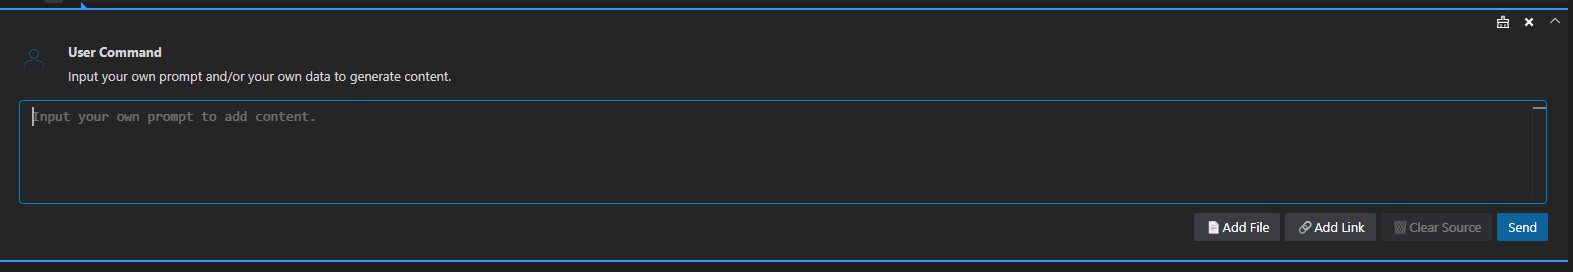 User Command
Input your own prompt and/or your own data to generate content.
Input your own prompt to add content.
Add File Add Link Clear Source Send